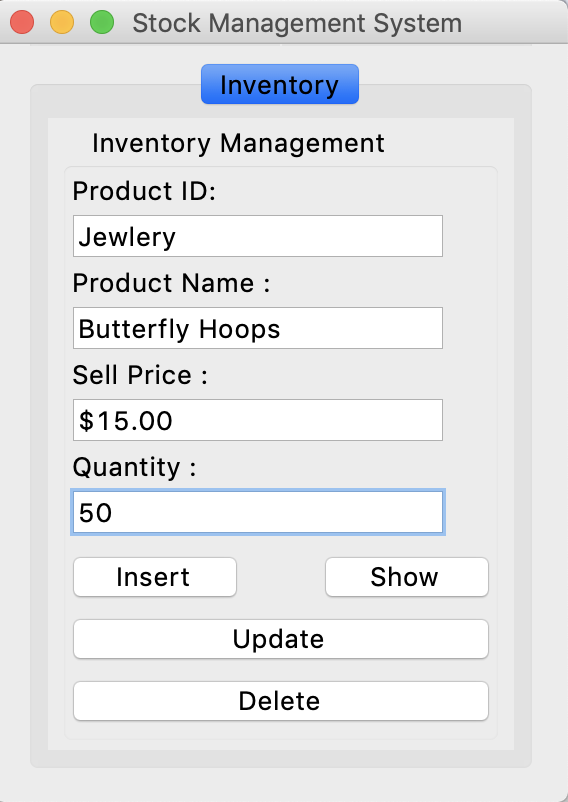 Stock Management System
Inventory
Inventory Management
Product ID:
Jewlery
Product Name :
Butterfly Hoops
Sell Price :
$15.00
Quantity :
50
Insert Show
Update
Delete